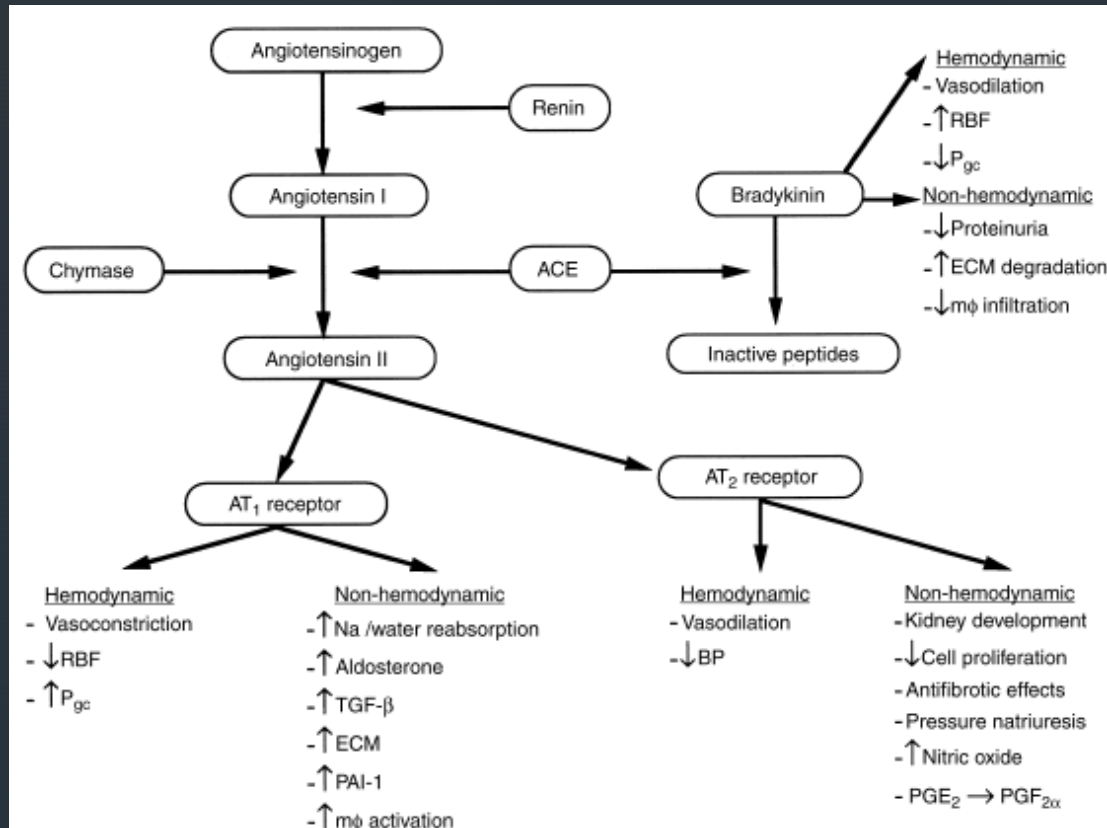 Angiotensinogen
Renin
Angiotensin I
Chymase
ACE
Bradykinin
Angiotensin II
Inactive peptides
Hemodynamic
- Vasodilation
- ↑ RBF
- ↓ Pgc
Non-hemodynamic
- ↓ Proteinuria
- ↑ ECM degradation
- ↓ mϕ infiltration
AT1 receptor
AT2 receptor
Hemodynamic
- Vasoconstriction
- ↓ RBF
- ↑ Pgc
Non-hemodynamic
- ↑ Na /water reabsorption
- ↑ Aldosterone
- ↑ TGF-β
- ↑ ECM
- ↑ PAI-1
- ↑ mϕ activation
Hemodynamic
- Vasodilation
- ↓ BP
Non-hemodynamic
- Kidney development
- ↓ Cell proliferation
- Antifibrotic effects
- Pressure natriuresis
- ↑ Nitric oxide
- PGE2 → PGF2α